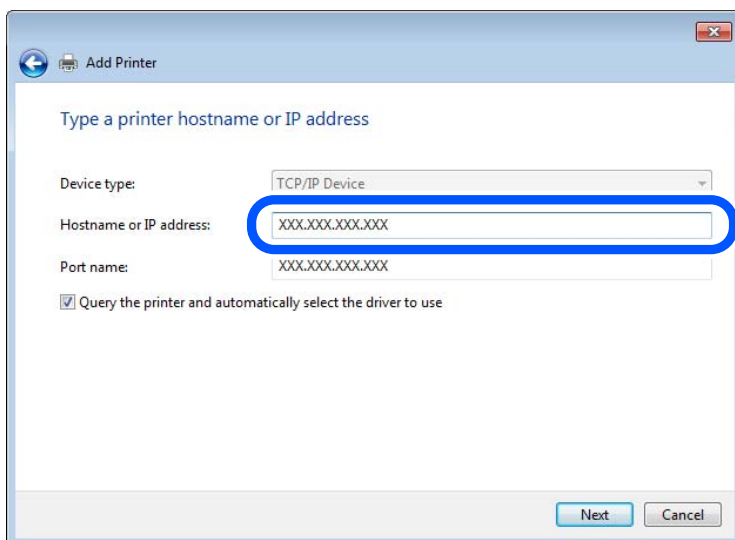 Add Printer
Type a printer hostname or IP address
Device type: TCP/IP Device
Hostname or IP address: XXX.XXX.XXX.XXX
Port name: XXX.XXX.XXX.XXX
Query the printer and automatically select the driver to use
Next Cancel